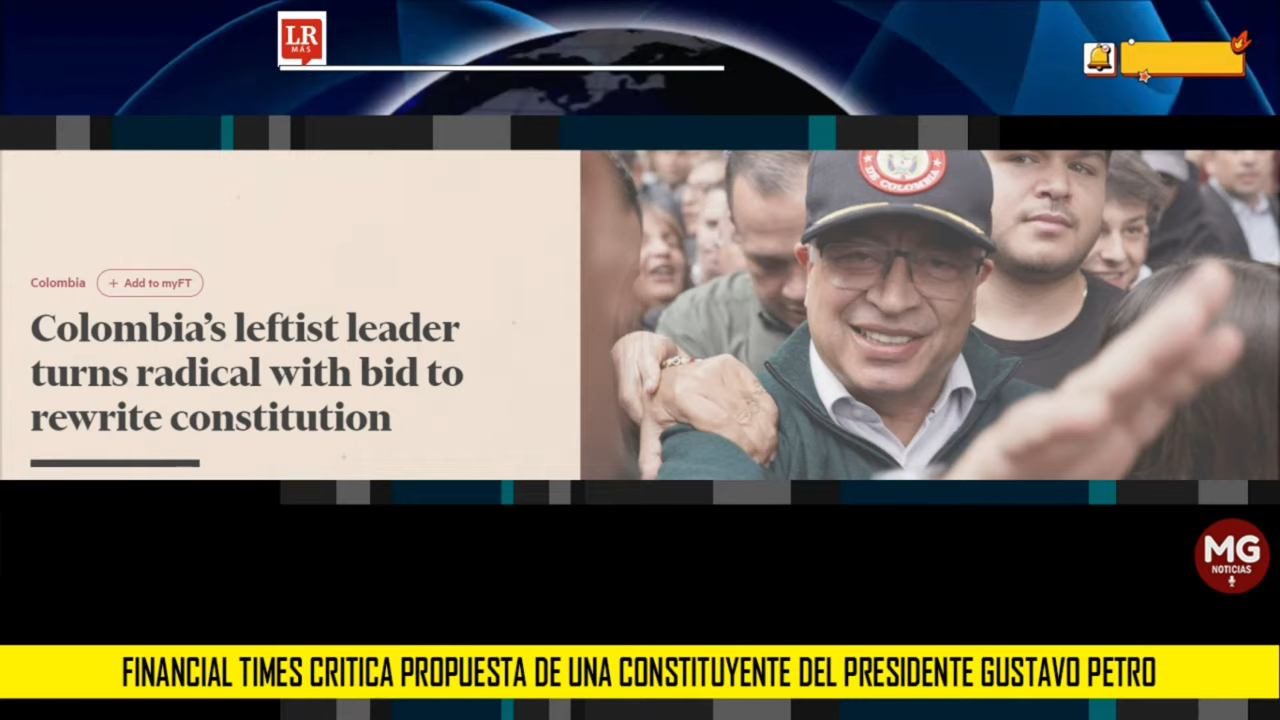 LR
MÁS
DE COLOMBIA
Colombia
+ Add to myFT
Colombia’s leftist leader
turns radical with bid to
rewrite constitution
MG
NOTICIAS
FINANCIAL TIMES CRITICA PROPUESTA DE UNA CONSTITUYENTE DEL PRESIDENTE GUSTAVO PETRO